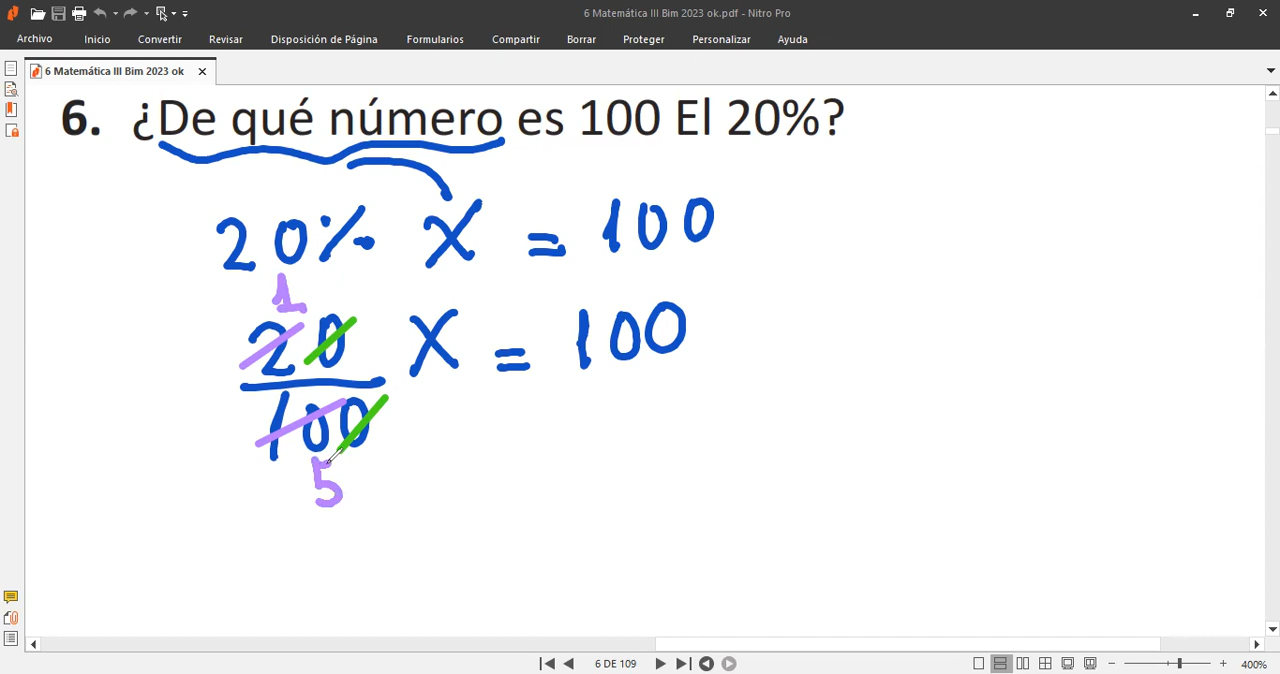 6 Matemática III Bim 2023 ok.pdf - Nitro Pro
Archivo Inicio Convertir Revisar Disposición de Página Formularios Compartir Borrar Proteger Personalizar Ayuda
6 Matemática III Bim 2023 ok
6. ¿De qué número es 100 El 20%?
20% X = 100
1
20 X = 100
100
5
6 DE 109
400%